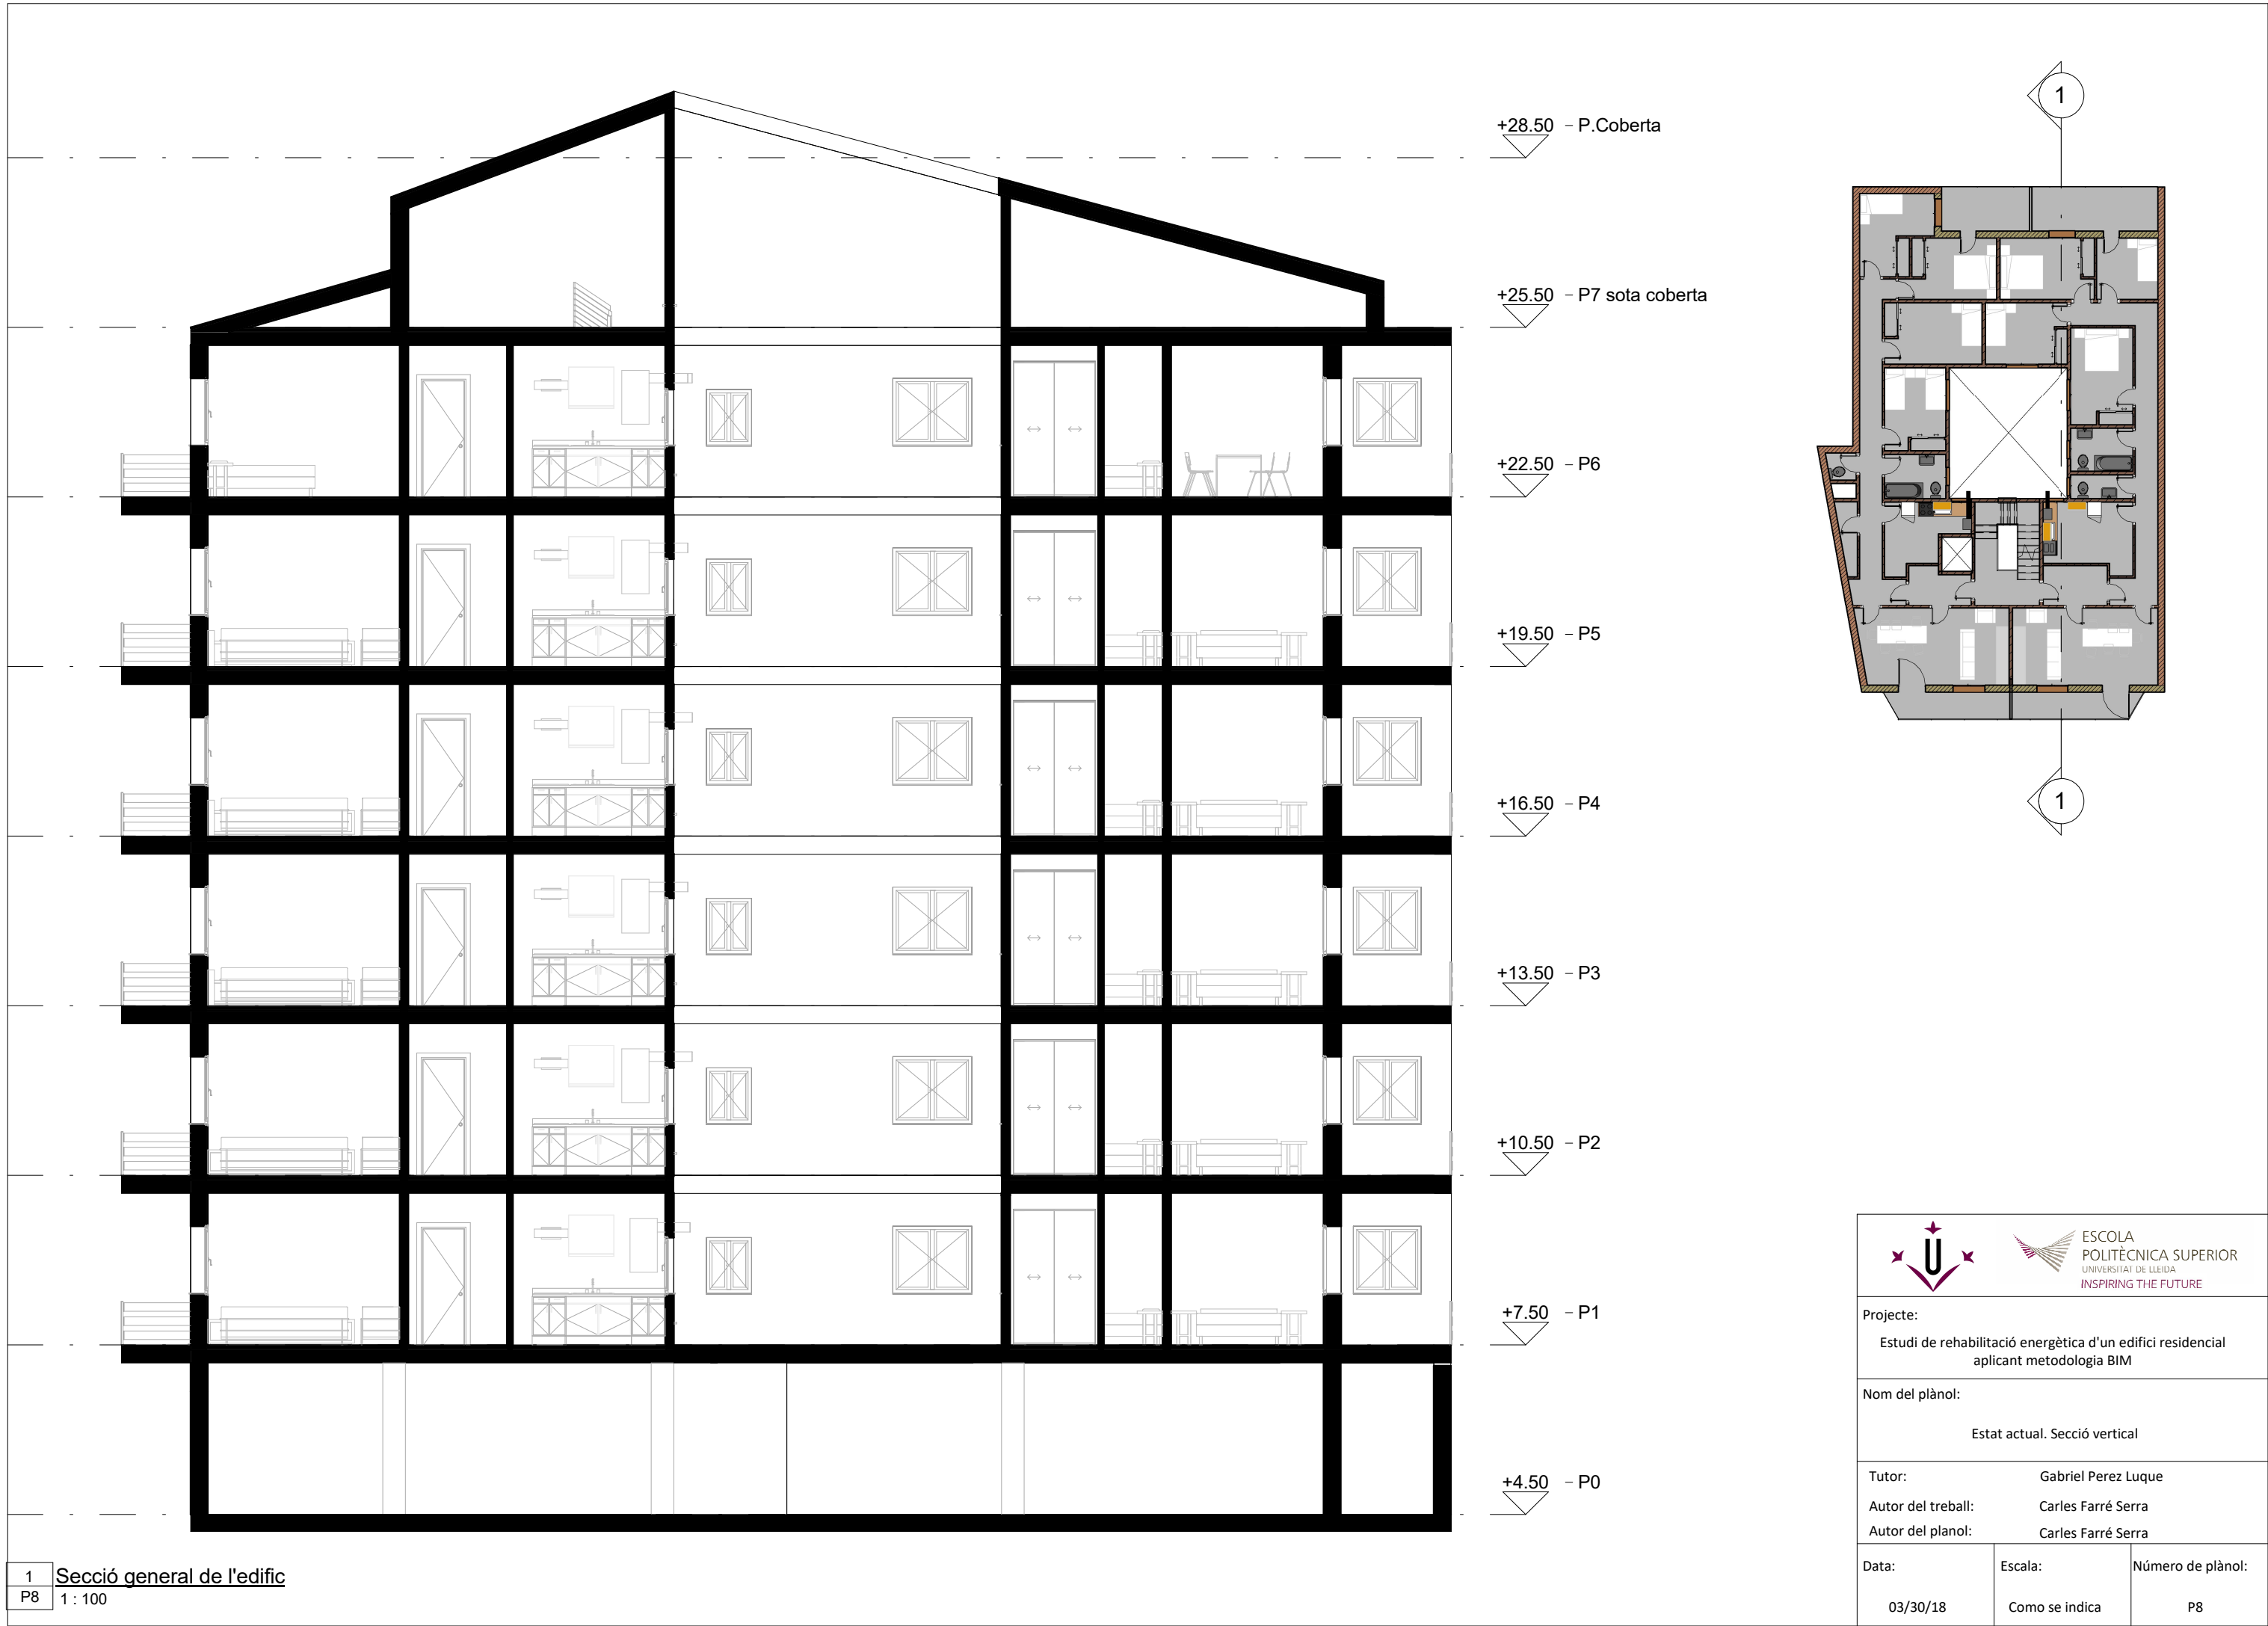 +28.50 – P.Coberta
+25.50 – P7 sota coberta
+22.50 – P6
+19.50 – P5
+16.50 – P4
+13.50 – P3
+10.50 – P2
+7.50 – P1
+4.50 – P0
1
1
1
P8
Secció general de l'edific
1 : 100
U
ESCOLA
POLITÈCNICA SUPERIOR
UNIVERSITAT DE LLEIDA
INSPIRING THE FUTURE
Projecte:
Estudi de rehabilitació energètica d'un edifici residencial
aplicant metodologia BIM
Nom del plànol:
Estat actual. Secció vertical
Tutor: Gabriel Perez Luque
Autor del treball: Carles Farré Serra
Autor del planol: Carles Farré Serra
Data: Escala: Número de plànol:
03/30/18 Como se indica P8